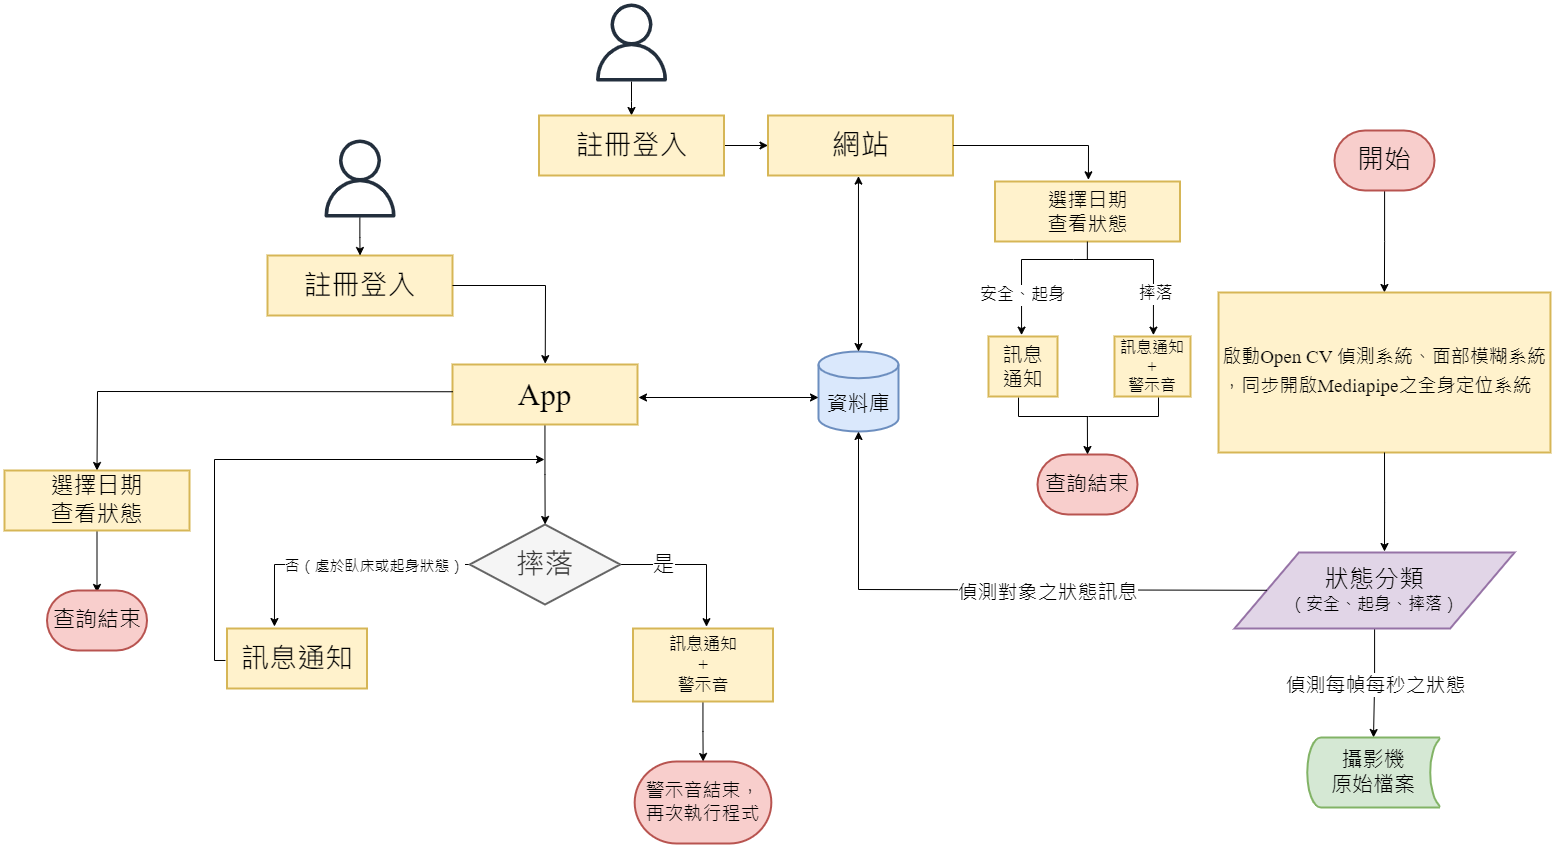 註冊登入
網站
開始
選擇日期
查看狀態
註冊登入
安全、起身
摔落
訊息
通知
訊息通知
+
警示音
啟動Open CV 偵測系統、面部模糊系統
，同步開啟Mediapipe之全身定位系統
App
資料庫
選擇日期
查看狀態
查詢結束
摔落
否（處於臥床或起身狀態）
是
偵測對象之狀態訊息
狀態分類
（安全、起身、摔落）
查詢結束
訊息通知
訊息通知
+
警示音
偵測每幀每秒之狀態
攝影機
原始檔案
警示音結束，
再次執行程式